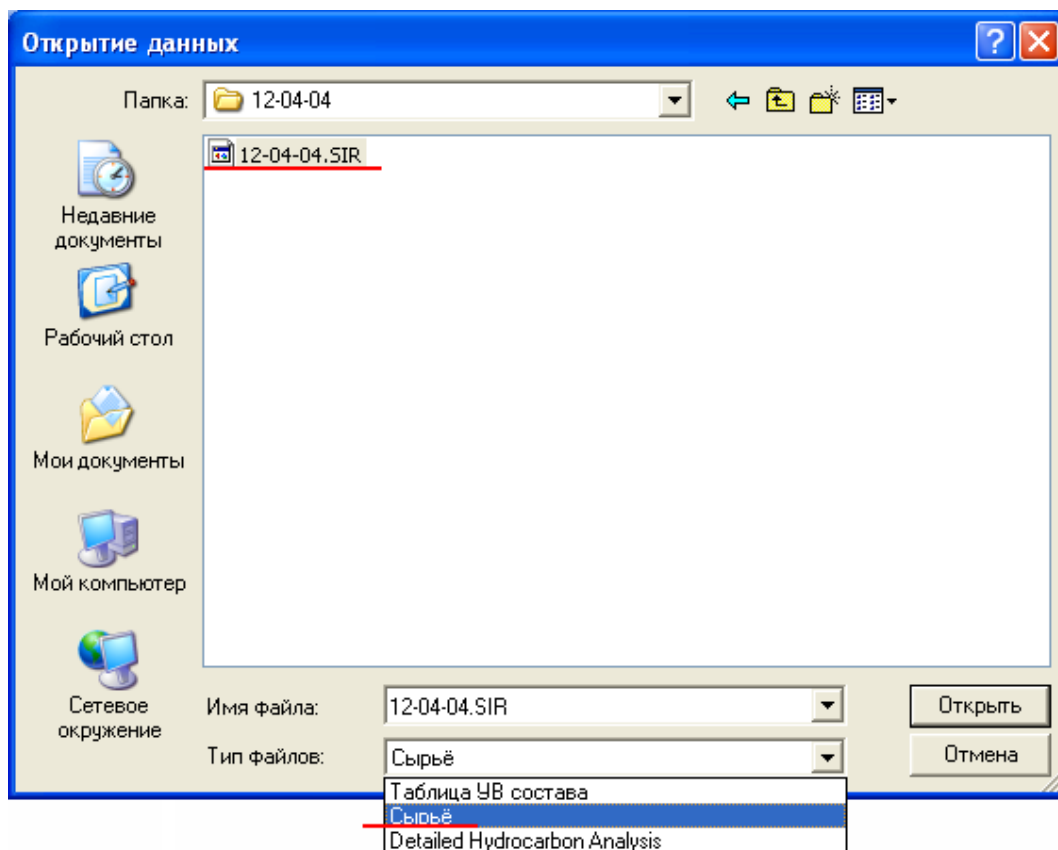 Открытие данных
Папка: 12-04-04
12-04-04.SIR
Недавние
документы
Рабочий стол
Мои документы
Мой компьютер
Сетевое
окружение
Имя файла: 12-04-04.SIR Открыть
Тип файлов: Сырьё Отмена
Таблица УВ состава
Сырьё
Detailed Hydrocarbon Analysis